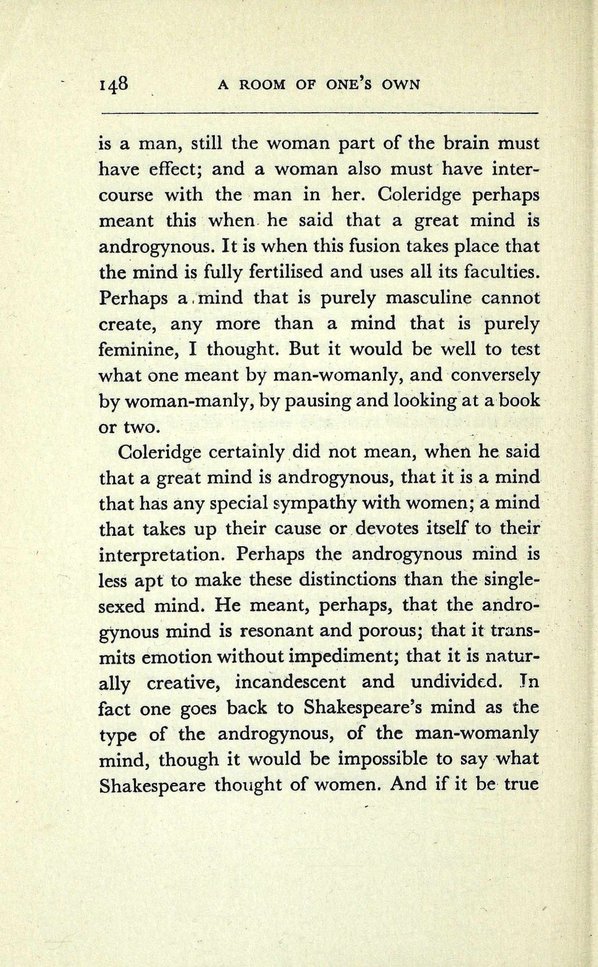 148 A ROOM OF ONE'S OWN
is a man, still the woman part of the brain must
have effect; and a woman also must have inter-
course with the man in her. Coleridge perhaps
meant this when he said that a great mind is
androgynous. It is when this fusion takes place that
the mind is fully fertilised and uses all its faculties.
Perhaps a mind that is purely masculine cannot
create, any more than a mind that is purely
feminine, I thought. But it would be well to test
what one meant by man-womanly, and conversely
by woman-manly, by pausing and looking at a book
or two.
Coleridge certainly did not mean, when he said
that a great mind is androgynous, that it is a mind
that has any special sympathy with women; a mind
that takes up their cause or devotes itself to their
interpretation. Perhaps the androgynous mind is
less apt to make these distinctions than the single-
sexed mind. He meant, perhaps, that the andro-
gynous mind is resonant and porous; that it trans-
mits emotion without impediment; that it is natur-
ally creative, incandescent and undivided. In
fact one goes back to Shakespeare's mind as the
type of the androgynous, of the man-womanly
mind, though it would be impossible to say what
Shakespeare thought of women. And if it be true